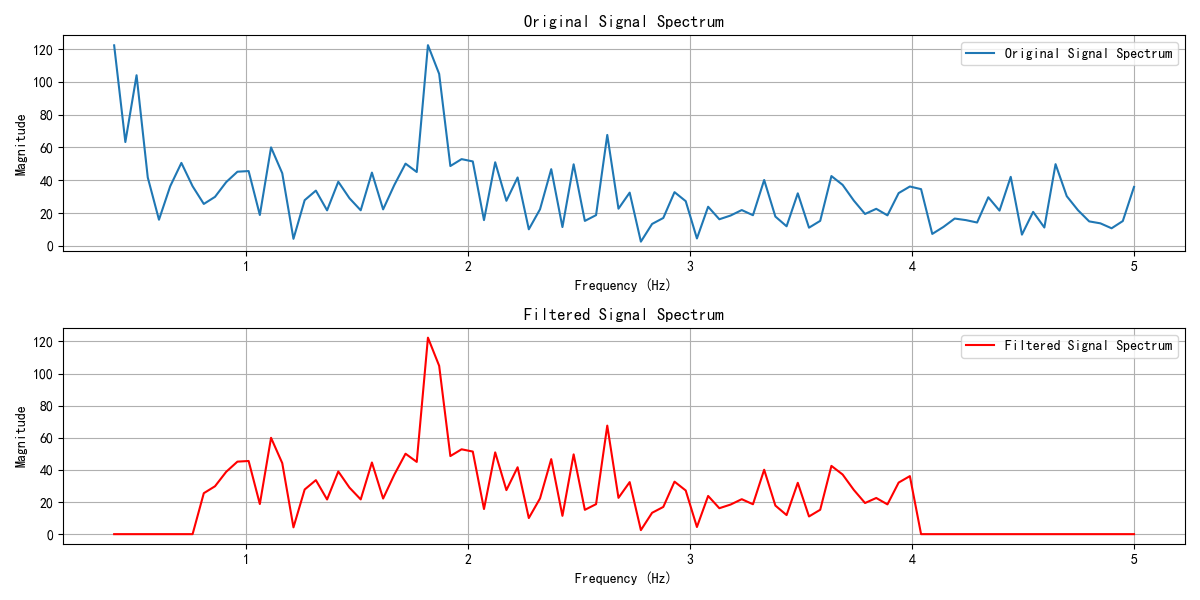 Original Signal Spectrum
120
100
80
60
40
20
0
Magnitude
Original Signal Spectrum
1 2 3 4 5
Frequency (Hz)
Filtered Signal Spectrum
120
100
80
60
40
20
0
Magnitude
Filtered Signal Spectrum
1 2 3 4 5
Frequency (Hz)